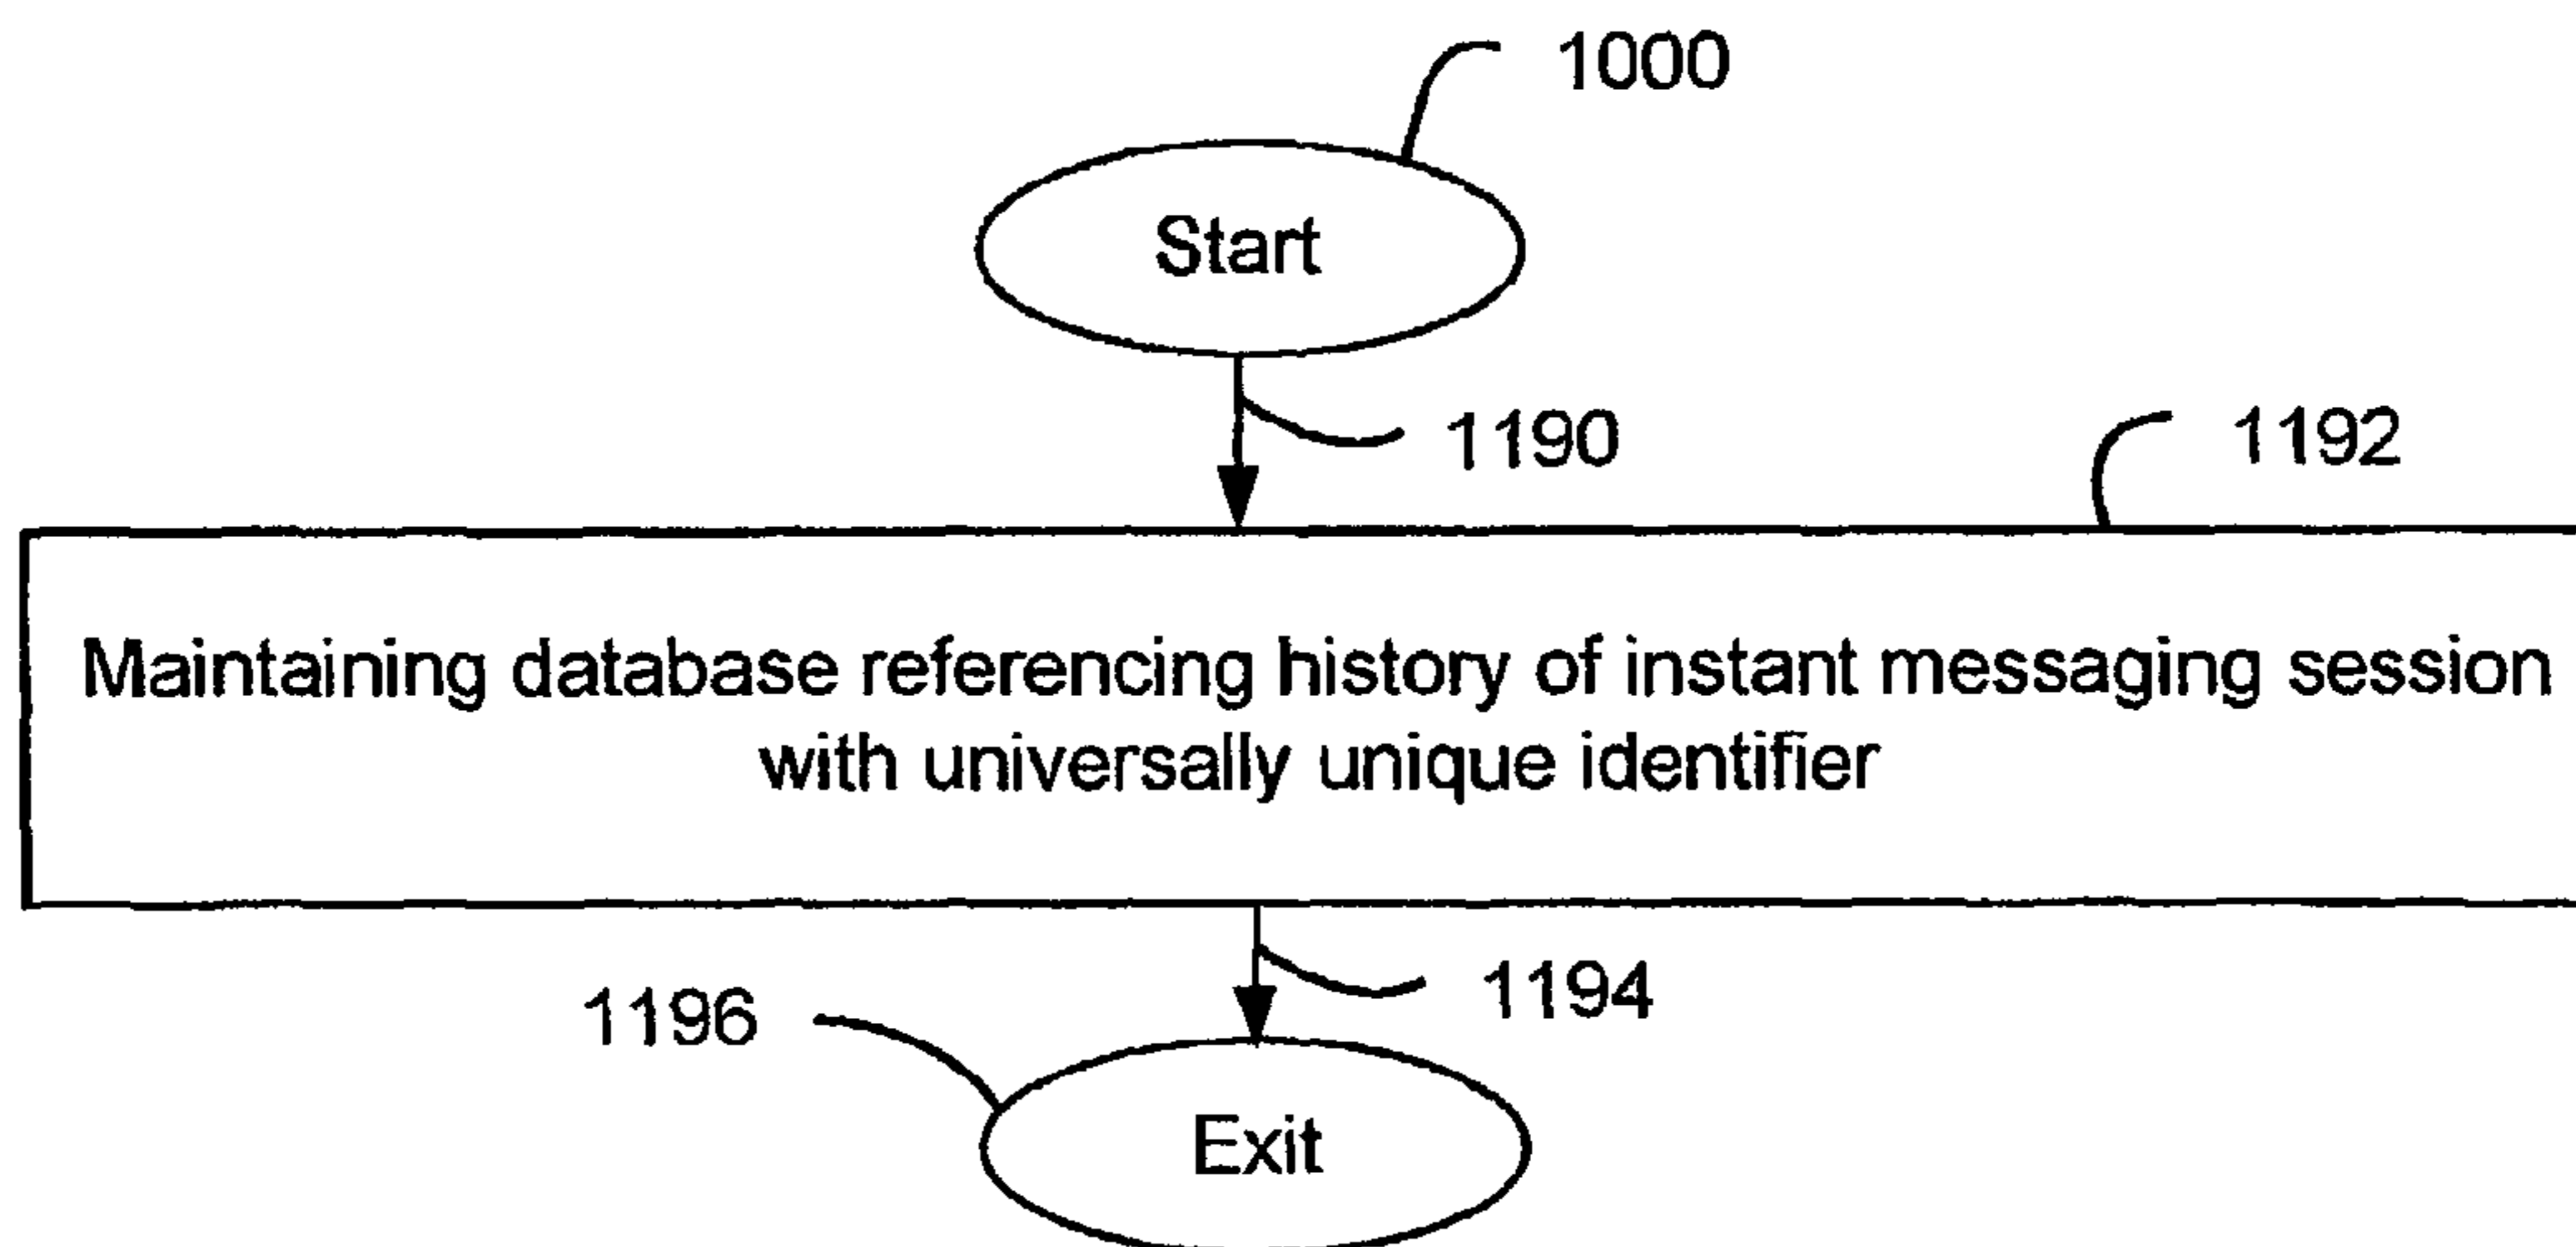 1000
Start
1190
1192
Maintaining database referencing history of instant messaging session
with universally unique identifier
1194
1196
Exit